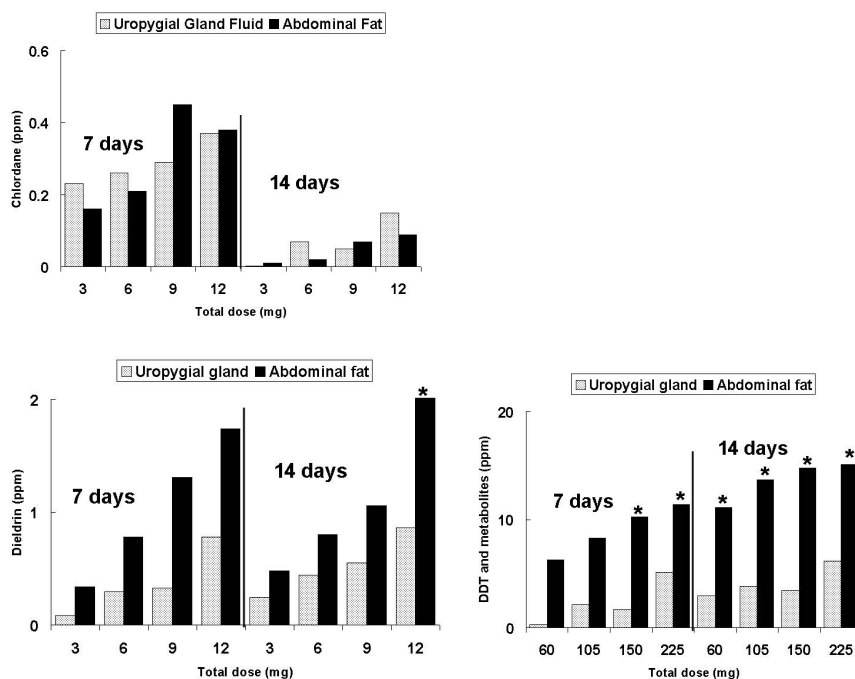 Uropygial Gland Fluid Abdominal Fat
0.6
0.4
0.2
0
Chlordane (ppm)
7 days
14 days
3 6 9 12 3 6 9 12
Total dose (mg)
Uropygial gland Abdominal fat
2
1
0
Dieldrin (ppm)
7 days
14 days
*
3 6 9 12 3 6 9 12
Total dose (mg)
Uropygial gland Abdominal fat
20
10
0
DDT and metabolites (ppm)
7 days
14 days
* * * * * *
60 105 150 225 60 105 150 225
Total dose (mg)